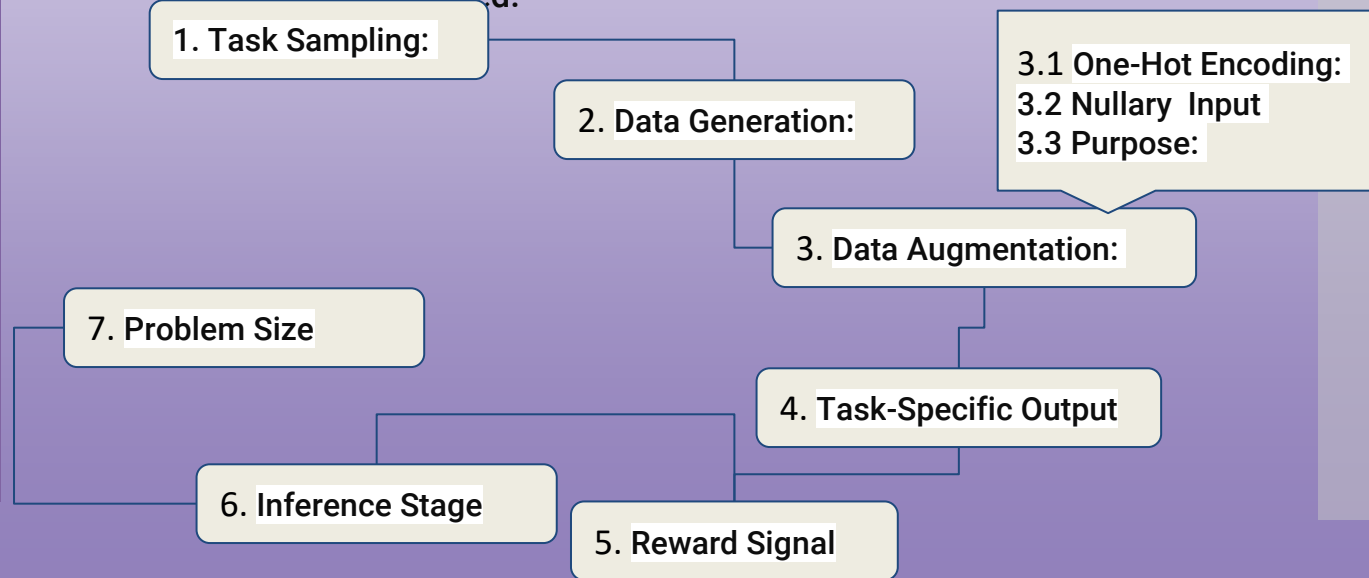 1. Task Sampling:
2. Data Generation:
3.1 One-Hot Encoding:
3.2 Nullary Input
3.3 Purpose:
3. Data Augmentation:
7. Problem Size
4. Task-Specific Output
6. Inference Stage
5. Reward Signal